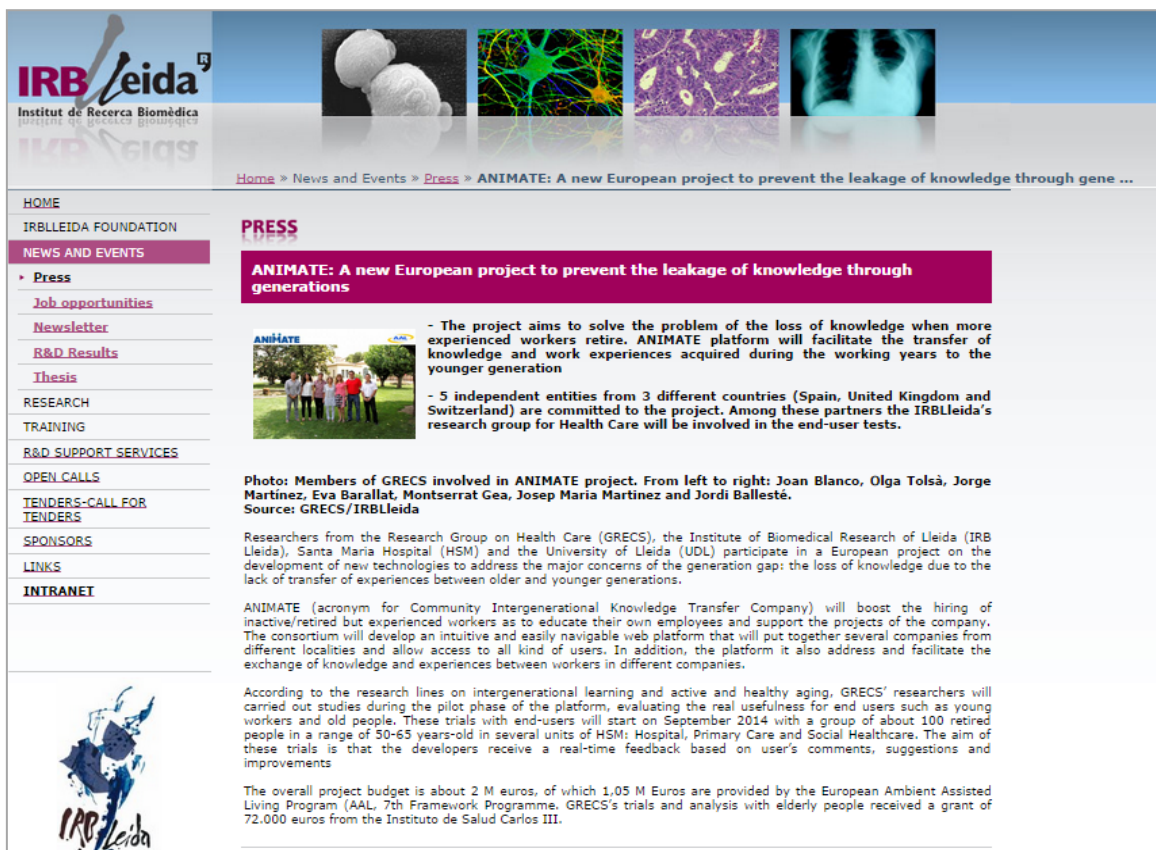 IRBLleida
Institut de Recerca Biomèdica
Home » News and Events » Press » ANIMATE: A new European project to prevent the leakage of knowledge through gene ...
HOME
IRBLLEIDA FOUNDATION
NEWS AND EVENTS
Press
Job opportunities
Newsletter
R&D Results
Thesis
RESEARCH
TRAINING
R&D SUPPORT SERVICES
OPEN CALLS
TENDERS-CALL FOR
TENDERS
SPONSORS
LINKS
INTRANET
IRBLleida
PRESS
ANIMATE: A new European project to prevent the leakage of knowledge through
generations
ANIMATE
AAL
- The project aims to solve the problem of the loss of knowledge when more
experienced workers retire. ANIMATE platform will facilitate the transfer of
knowledge and work experiences acquired during the working years to the
younger generation
- 5 independent entities from 3 different countries (Spain, United Kingdom and
Switzerland) are committed to the project. Among these partners the IRBLleida's
research group for Health Care will be involved in the end-user tests.
Photo: Members of GRECS involved in ANIMATE project. From left to right: Joan Blanco, Olga Tolsà, Jorge
Martínez, Eva Barallat, Montserrat Gea, Josep Maria Martinez and Jordi Ballesté.
Source: GRECS/IRBLleida
Researchers from the Research Group on Health Care (GRECS), the Institute of Biomedical Research of Lleida (IRB
Lleida), Santa Maria Hospital (HSM) and the University of Lleida (UDL) participate in a European project on the
development of new technologies to address the major concerns of the generation gap: the loss of knowledge due to the
lack of transfer of experiences between older and younger generations.
ANIMATE (acronym for Community Intergenerational Knowledge Transfer Company) will boost the hiring of
inactive/retired but experienced workers as to educate their own employees and support the projects of the company.
The consortium will develop an intuitive and easily navigable web platform that will put together several companies from
different localities and allow access to all kind of users. In addition, the platform it also address and facilitate the
exchange of knowledge and experiences between workers in different companies.
According to the research lines on intergenerational learning and active and healthy aging, GRECS' researchers will
carried out studies during the pilot phase of the platform, evaluating the real usefulness for end users such as young
workers and old people. These trials with end-users will start on September 2014 with a group of about 100 retired
people in a range of 50-65 years-old in several units of HSM: Hospital, Primary Care and Social Healthcare. The aim of
these trials is that the developers receive a real-time feedback based on user's comments, suggestions and
improvements
The overall project budget is about 2 M euros, of which 1,05 M Euros are provided by the European Ambient Assisted
Living Program (AAL, 7th Framework Programme. GRECS's trials and analysis with elderly people received a grant of
72.000 euros from the Instituto de Salud Carlos III.